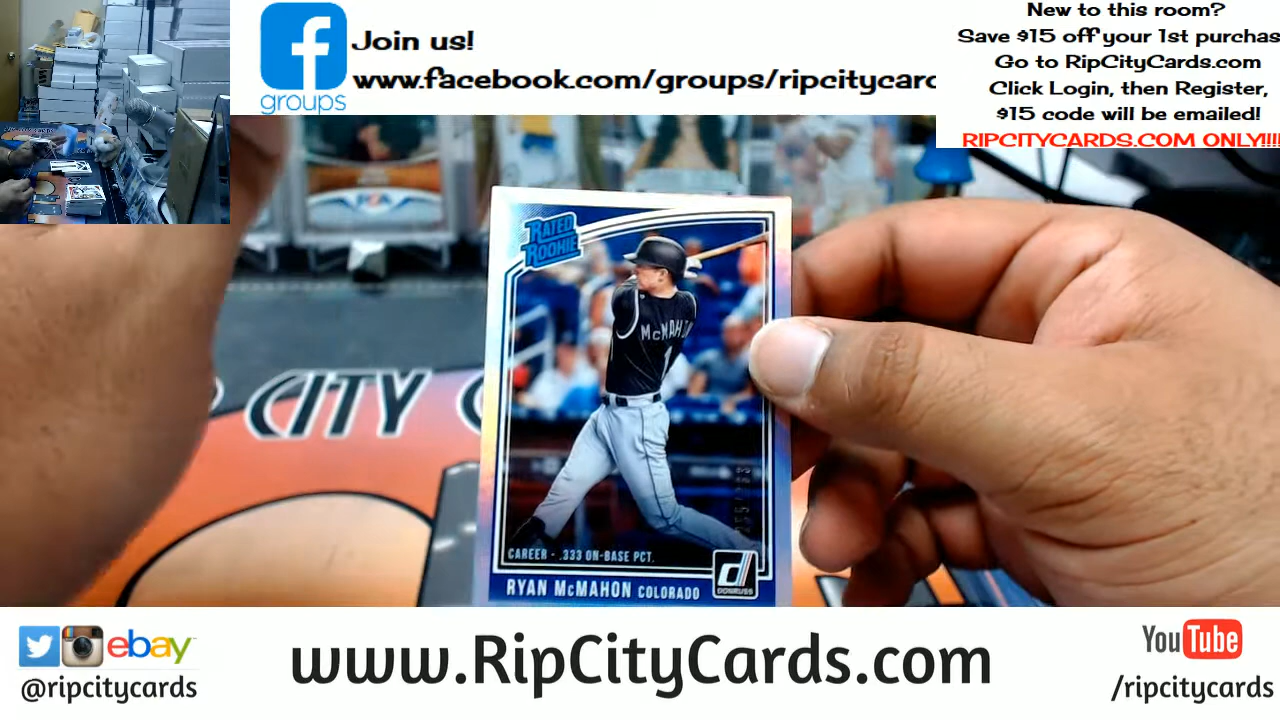 Join us!
www.facebook.com/groups/ripcitycarc
groups
New to this room?
Save $15 off your 1st purchas
Go to RipCityCards.com
Click Login, then Register,
$15 code will be emailed!
RIPCITYCARDS.COM ONLY!!!!
RATED
ROOKIE
McMAH
1
CITY
CAREER - .333 ON-BASE PCT.
RYAN McMAHON COLORADO
DONRUSS
ebay
@ripcitycards
www.RipCityCards.com
YouTube
/ripcitycards